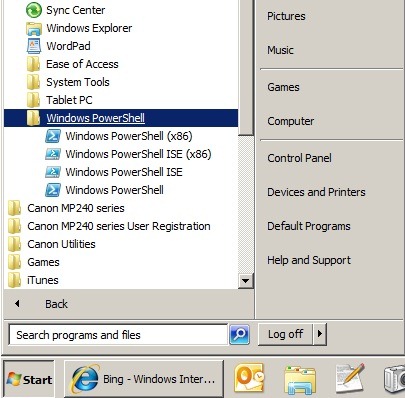 Sync Center
Windows Explorer
WordPad
Ease of Access
System Tools
Tablet PC
Windows PowerShell
Windows PowerShell (x86)
Windows PowerShell ISE (x86)
Windows PowerShell ISE
Windows PowerShell
Canon MP240 series
Canon MP240 series User Registration
Canon Utilities
Games
iTunes
Back
Search programs and files
Pictures
Music
Games
Computer
Control Panel
Devices and Printers
Default Programs
Help and Support
Log off
Start
Bing - Windows Inter...